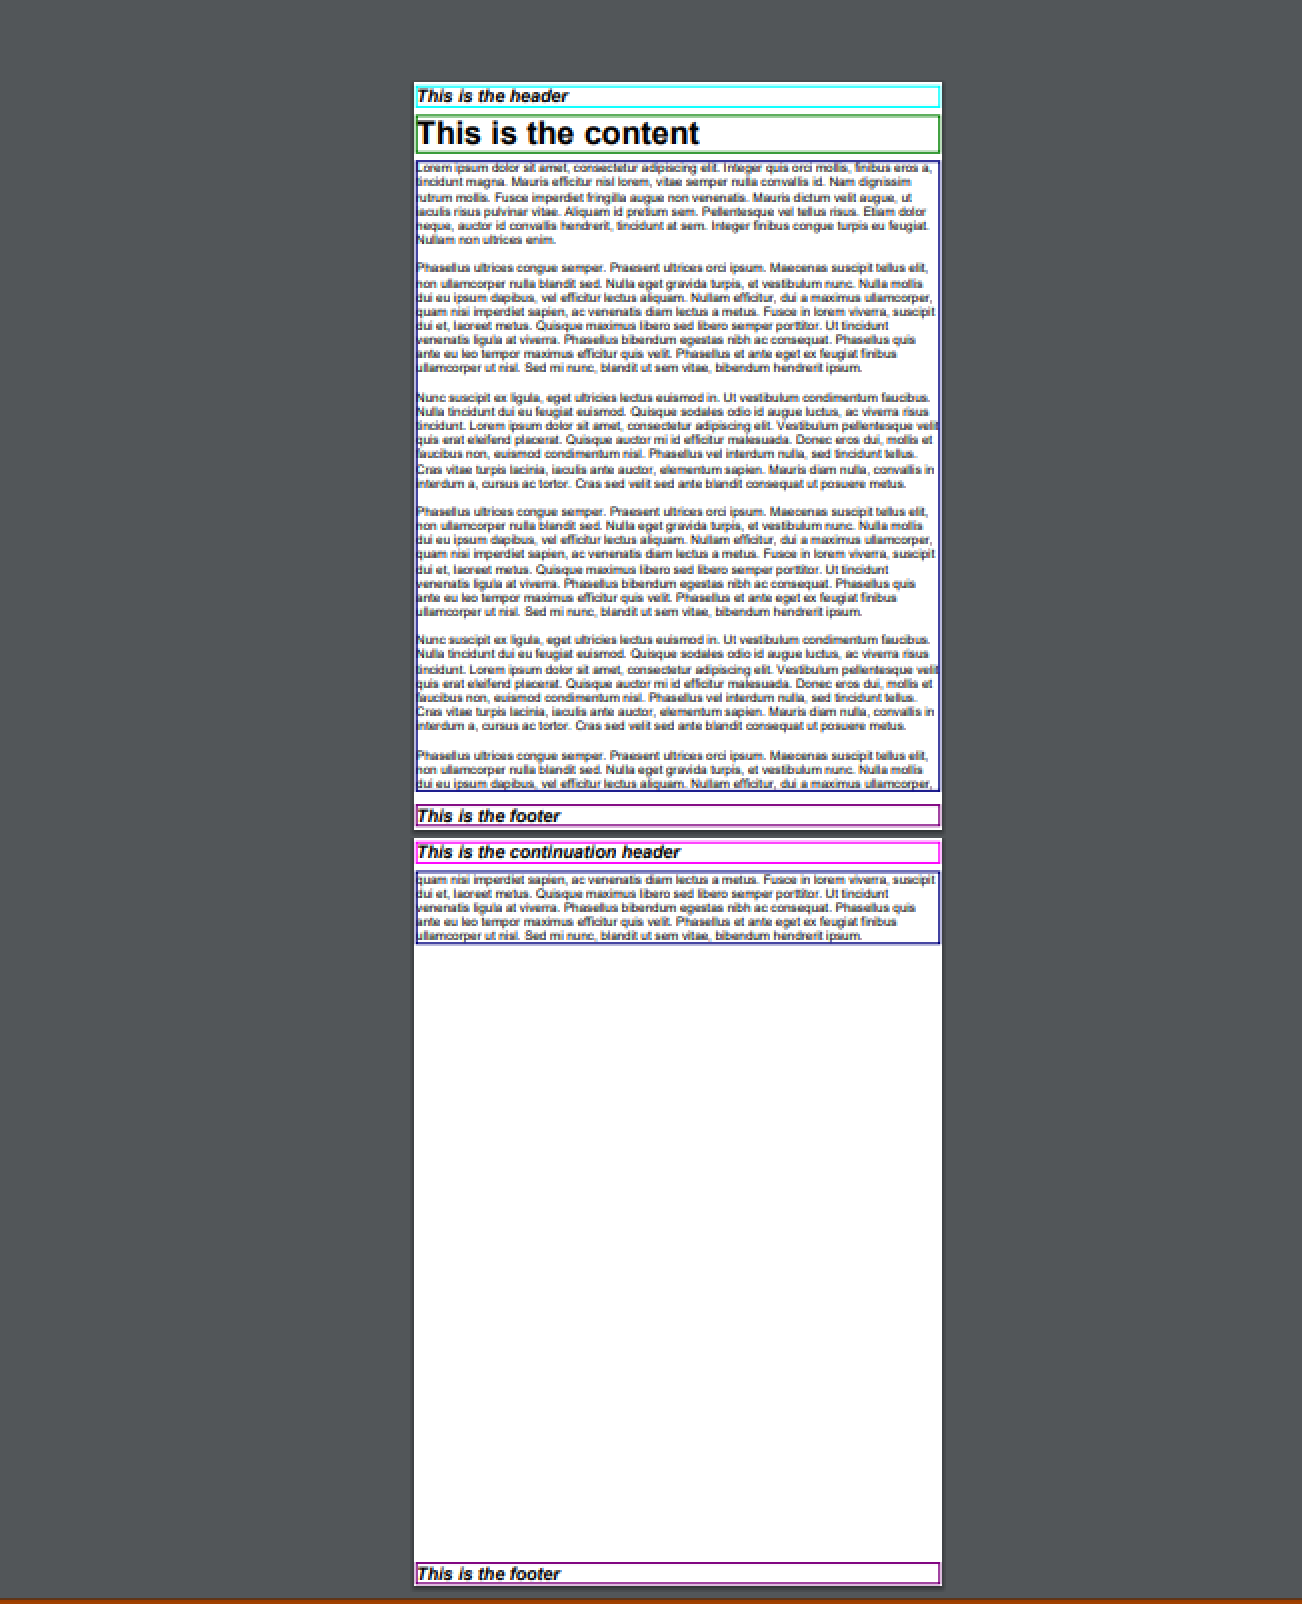 This is the header
This is the content
Lorem ipsum dolor sit amet, consectetur adipiscing elit. Integer quis orci mollis, finibus eros a,
tincidunt magna. Mauris efficitur nisl lorem, vitae semper nulla convallis id. Nam dignissim
rutrum mollis. Fusce imperdiet fringilla augue non venenatis. Mauris dictum velit augue, ut
iaculis risus pulvinar vitae. Aliquam id pretium sem. Pellentesque vel tellus risus. Etiam dolor
neque, auctor id convallis hendrerit, tincidunt at sem. Integer finibus congue turpis eu feugiat.
Nullam non ultrices enim.
Phasellus ultrices congue semper. Praesent ultrices orci ipsum. Maecenas suscipit tellus elit,
non ullamcorper nulla blandit sed. Nulla eget gravida turpis, et vestibulum nunc. Nulla mollis
dui eu ipsum dapibus, vel efficitur lectus aliquam. Nullam efficitur, dui a maximus ullamcorper,
quam nisi imperdiet sapien, ac venenatis diam lectus a metus. Fusce in lorem viverra, suscipit
dui et, laoreet metus. Quisque maximus libero sed libero semper porttitor. Ut tincidunt
venenatis ligula at viverra. Phasellus bibendum egestas nibh ac consequat. Phasellus quis
ante eu leo tempor maximus efficitur quis velit. Phasellus et ante eget ex feugiat finibus
ullamcorper ut nisl. Sed mi nunc, blandit ut sem vitae, bibendum hendrerit ipsum.
Nunc suscipit ex ligula, eget ultricies lectus euismod in. Ut vestibulum condimentum faucibus.
Nulla tincidunt dui eu feugiat euismod. Quisque sodales odio id augue luctus, ac viverra risus
tincidunt. Lorem ipsum dolor sit amet, consectetur adipiscing elit. Vestibulum pellentesque velit
quis erat eleifend placerat. Quisque auctor mi id efficitur malesuada. Donec eros dui, mollis et
faucibus non, euismod condimentum nisl. Phasellus vel interdum nulla, sed tincidunt tellus.
Cras vitae turpis lacinia, iaculis ante auctor, elementum sapien. Mauris diam nulla, convallis in
interdum a, cursus ac tortor. Cras sed velit sed ante blandit consequat ut posuere metus.
Phasellus ultrices congue semper. Praesent ultrices orci ipsum. Maecenas suscipit tellus elit,
non ullamcorper nulla blandit sed. Nulla eget gravida turpis, et vestibulum nunc. Nulla mollis
dui eu ipsum dapibus, vel efficitur lectus aliquam. Nullam efficitur, dui a maximus ullamcorper,
quam nisi imperdiet sapien, ac venenatis diam lectus a metus. Fusce in lorem viverra, suscipit
dui et, laoreet metus. Quisque maximus libero sed libero semper porttitor. Ut tincidunt
venenatis ligula at viverra. Phasellus bibendum egestas nibh ac consequat. Phasellus quis
ante eu leo tempor maximus efficitur quis velit. Phasellus et ante eget ex feugiat finibus
ullamcorper ut nisl. Sed mi nunc, blandit ut sem vitae, bibendum hendrerit ipsum.
Nunc suscipit ex ligula, eget ultricies lectus euismod in. Ut vestibulum condimentum faucibus.
Nulla tincidunt dui eu feugiat euismod. Quisque sodales odio id augue luctus, ac viverra risus
tincidunt. Lorem ipsum dolor sit amet, consectetur adipiscing elit. Vestibulum pellentesque velit
quis erat eleifend placerat. Quisque auctor mi id efficitur malesuada. Donec eros dui, mollis et
faucibus non, euismod condimentum nisl. Phasellus vel interdum nulla, sed tincidunt tellus.
Cras vitae turpis lacinia, iaculis ante auctor, elementum sapien. Mauris diam nulla, convallis in
interdum a, cursus ac tortor. Cras sed velit sed ante blandit consequat ut posuere metus.
Phasellus ultrices congue semper. Praesent ultrices orci ipsum. Maecenas suscipit tellus elit,
non ullamcorper nulla blandit sed. Nulla eget gravida turpis, et vestibulum nunc. Nulla mollis
dui eu ipsum dapibus, vel efficitur lectus aliquam. Nullam efficitur, dui a maximus ullamcorper,
This is the footer
This is the continuation header
quam nisi imperdiet sapien, ac venenatis diam lectus a metus. Fusce in lorem viverra, suscipit
dui et, laoreet metus. Quisque maximus libero sed libero semper porttitor. Ut tincidunt
venenatis ligula at viverra. Phasellus bibendum egestas nibh ac consequat. Phasellus quis
ante eu leo tempor maximus efficitur quis velit. Phasellus et ante eget ex feugiat finibus
ullamcorper ut nisl. Sed mi nunc, blandit ut sem vitae, bibendum hendrerit ipsum.
This is the footer